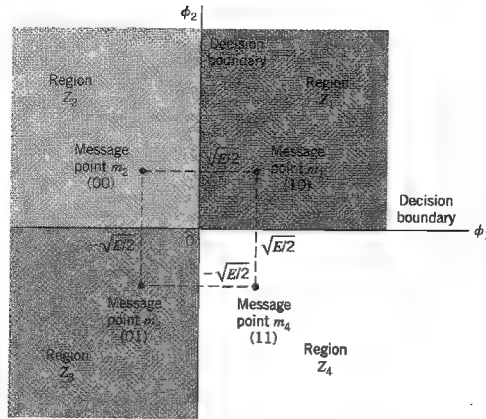 ϕ₂
Decision
boundary
Region
Z₂
Region
Message
point m₂
(00)
√E/2
Message
point m₁
(10)
Decision
boundary
ϕ₁
0
−√E/2
√E/2
−√E/2
Message
point m₃
(01)
Message
point m₄
(11)
Region
Z₃
Region
Z₄